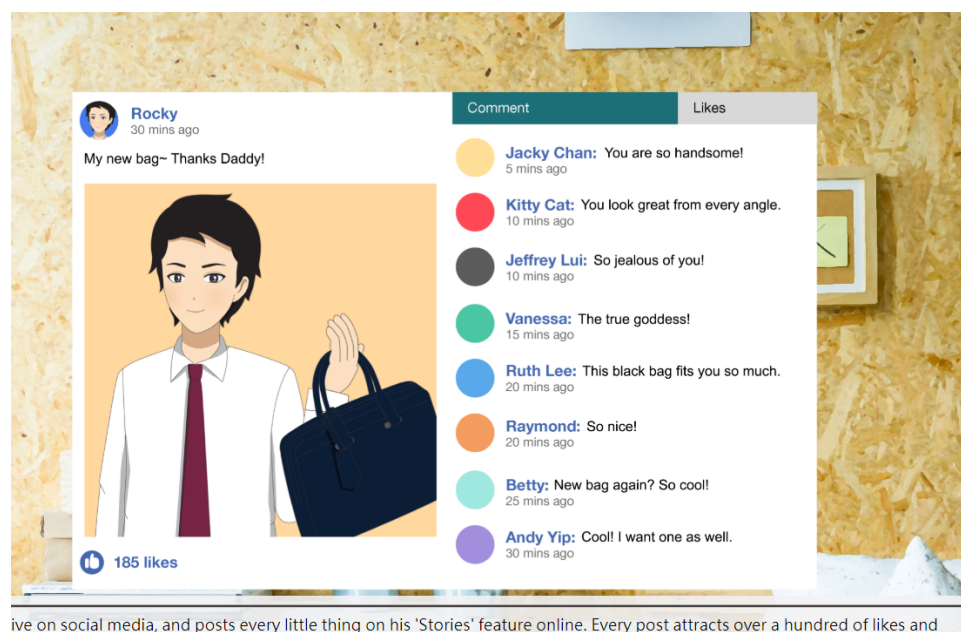 Rocky
30 mins ago
My new bag~ Thanks Daddy!
185 likes
Comment
Likes
Jacky Chan: You are so handsome!
5 mins ago
Kitty Cat: You look great from every angle.
10 mins ago
Jeffrey Lui: So jealous of you!
10 mins ago
Vanessa: The true goddess!
15 mins ago
Ruth Lee: This black bag fits you so much.
20 mins ago
Raymond: So nice!
20 mins ago
Betty: New bag again? So cool!
25 mins ago
Andy Yip: Cool! I want one as well.
30 mins ago
ive on social media, and posts every little thing on his 'Stories' feature online. Every post attracts over a hundred of likes and